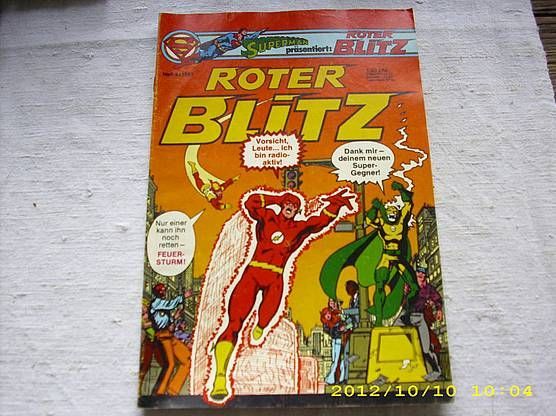 SUPERMAN
präsentiert:
ROTER
BLITZ
ROTER
BLITZ
Vorsicht,
Leute... Ich
bin radio-
aktiv!
Dank mir –
deinem neuen
Super-
Gegner!
Nur einer
kann ihn
noch
retten –
FEUER-
STURM!
2012/10/10 10:04